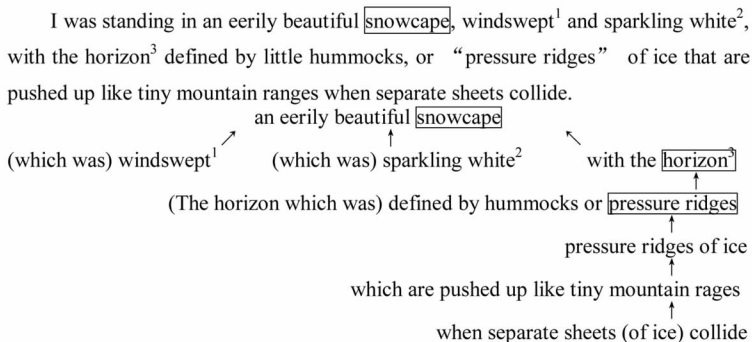 I was standing in an eerily beautiful snowcape, windswept¹ and sparkling white²,
with the horizon³ defined by little hummocks, or “pressure ridges” of ice that are
pushed up like tiny mountain ranges when separate sheets collide.
an eerily beautiful snowcape
(which was) windswept¹ (which was) sparkling white² with the horizon³
(The horizon which was) defined by hummocks or pressure ridges
pressure ridges of ice
which are pushed up like tiny mountain rages
when separate sheets (of ice) collide